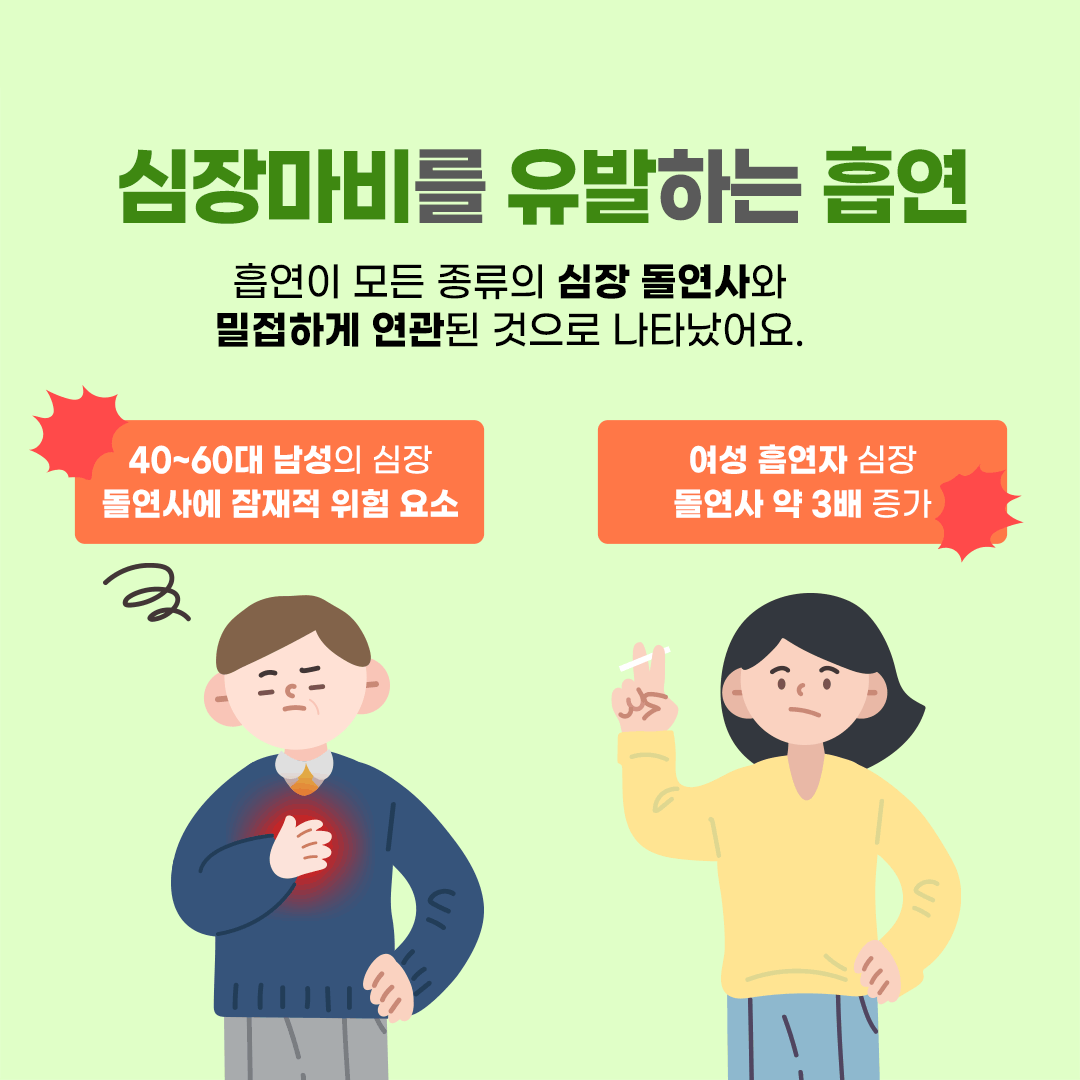 심장마비를 유발하는 흡연
흡연이 모든 종류의 심장 돌연사와
밀접하게 연관된 것으로 나타났어요.
40~60대 남성의 심장
돌연사에 잠재적 위험 요소
여성 흡연자 심장
돌연사 약 3배 증가